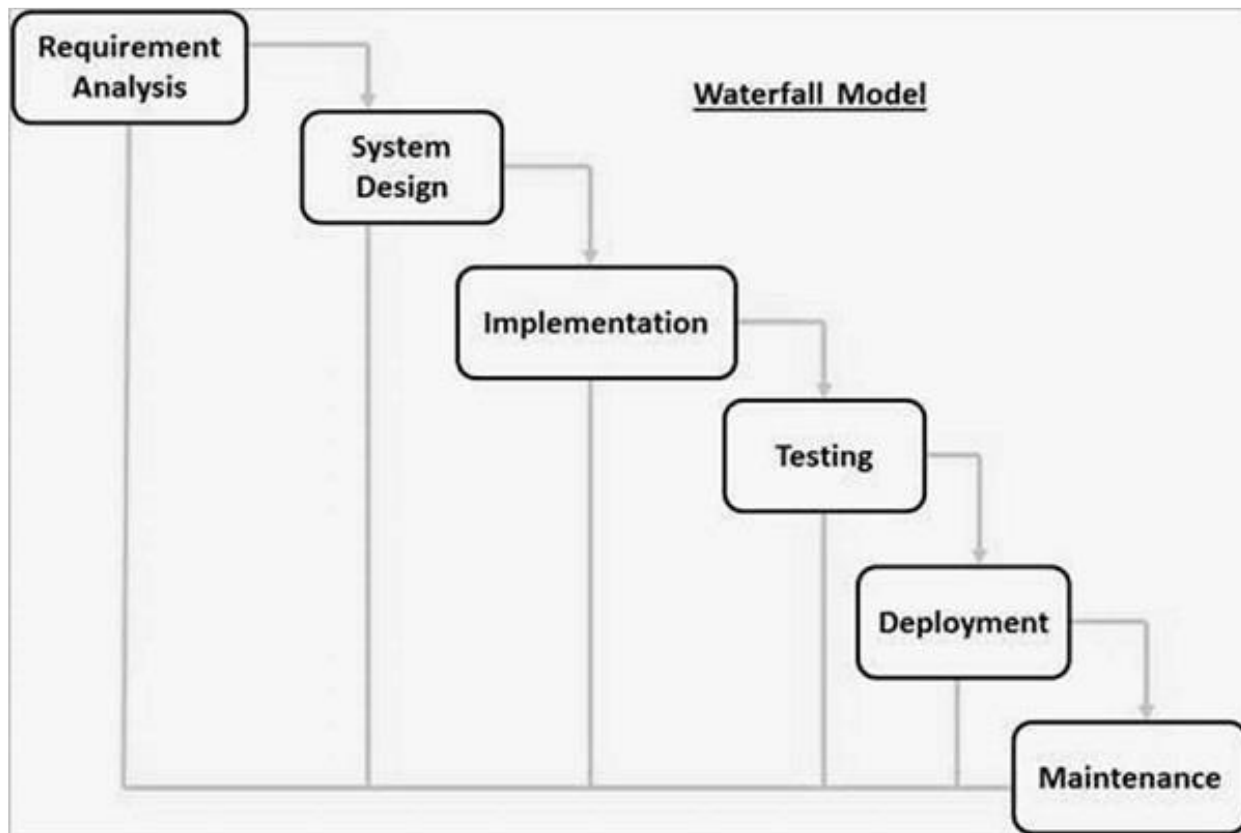 Requirement
Analysis
Waterfall Model
System
Design
Implementation
Testing
Deployment
Maintenance